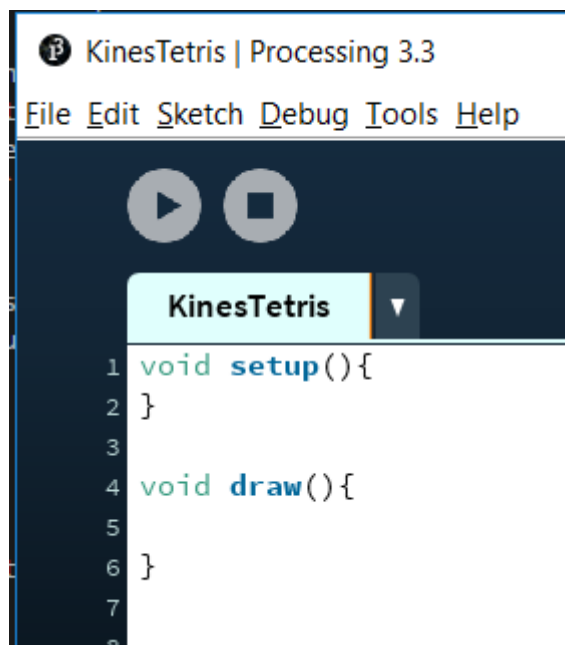 KinesTetris | Processing 3.3
File Edit Sketch Debug Tools Help
KinesTetris
1 void setup(){
2 }
3
4 void draw(){
5
6 }
7